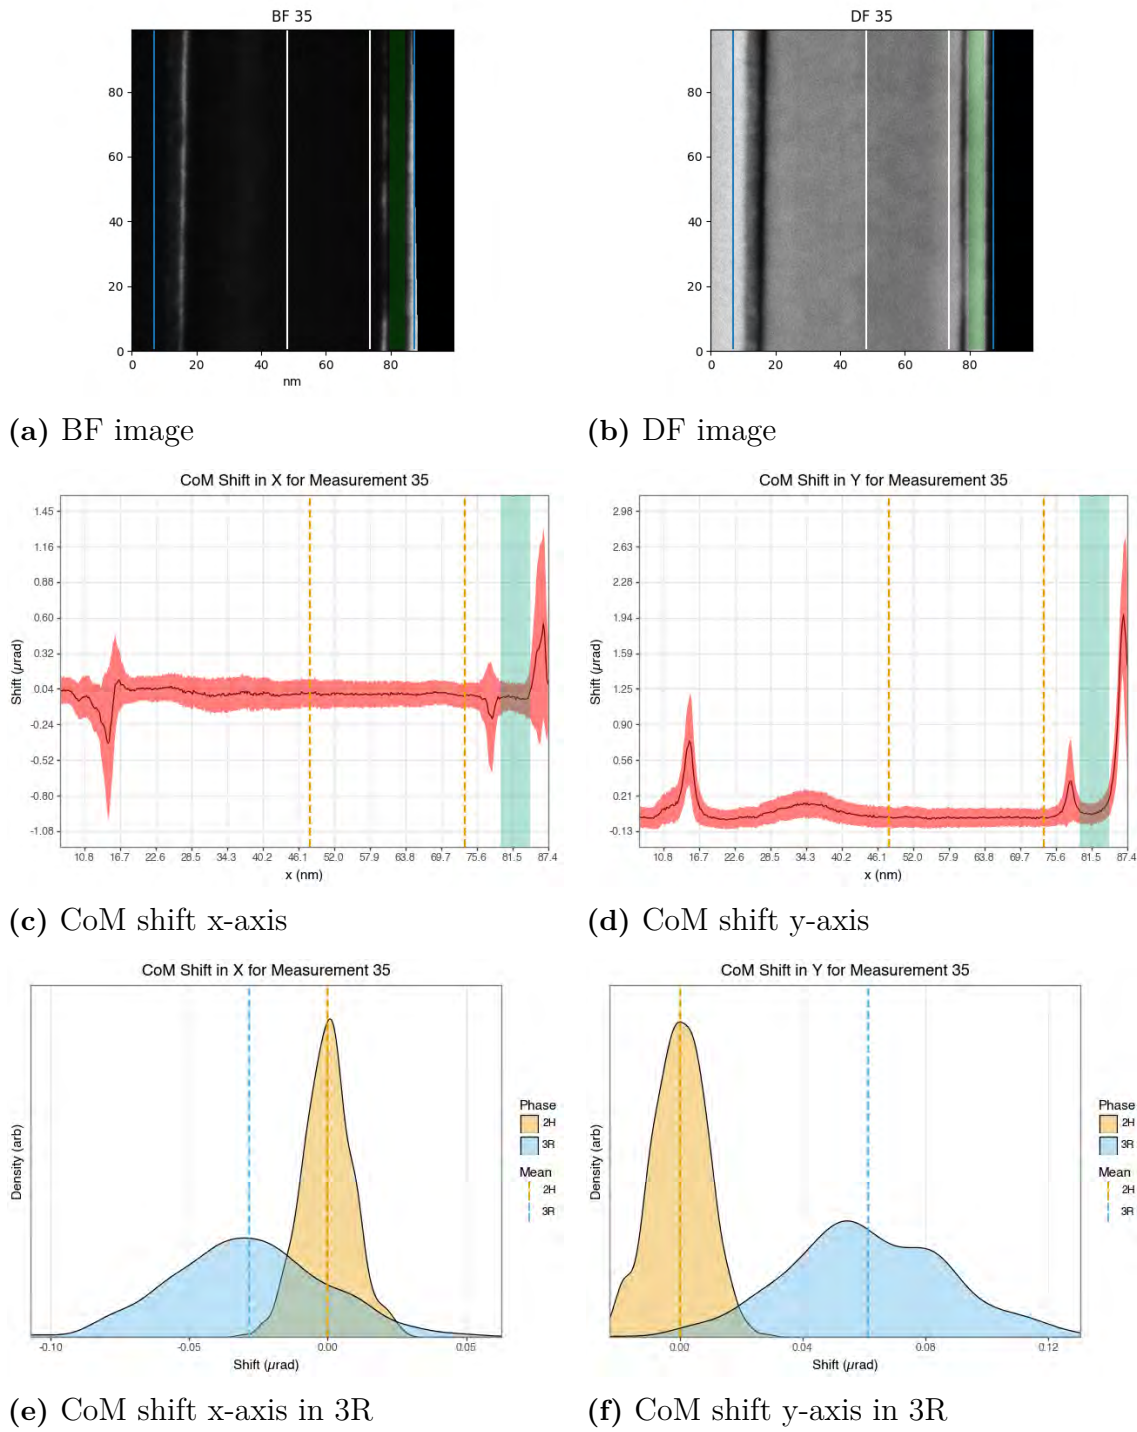 BF 35
80
60
40
20
0
0 20 40 60 80
nm
DF 35
80
60
40
20
0
0 20 40 60 80
(a) BF image
(b) DF image
CoM Shift in X for Measurement 35
Shift (μrad)
1.45
1.16
0.88
0.60
0.32
0.04
-0.24
-0.52
-0.80
-1.08
10.8 16.7 22.6 28.5 34.3 40.2 46.1 52.0 57.9 63.8 69.7 75.6 81.5 87.4
x (nm)
CoM Shift in Y for Measurement 35
Shift (μrad)
2.98
2.63
2.28
1.94
1.59
1.25
0.90
0.56
0.21
-0.13
10.8 16.7 22.6 28.5 34.3 40.2 46.1 52.0 57.9 63.8 69.7 75.6 81.5 87.4
x (nm)
(c) CoM shift x-axis
(d) CoM shift y-axis
CoM Shift in X for Measurement 35
Density (arb)
-0.10 -0.05 0.00 0.05
Shift (μrad)
Phase
2H
3R
Mean
2H
3R
CoM Shift in Y for Measurement 35
Density (arb)
0.00 0.04 0.08 0.12
Shift (μrad)
Phase
2H
3R
Mean
2H
3R
(e) CoM shift x-axis in 3R
(f) CoM shift y-axis in 3R